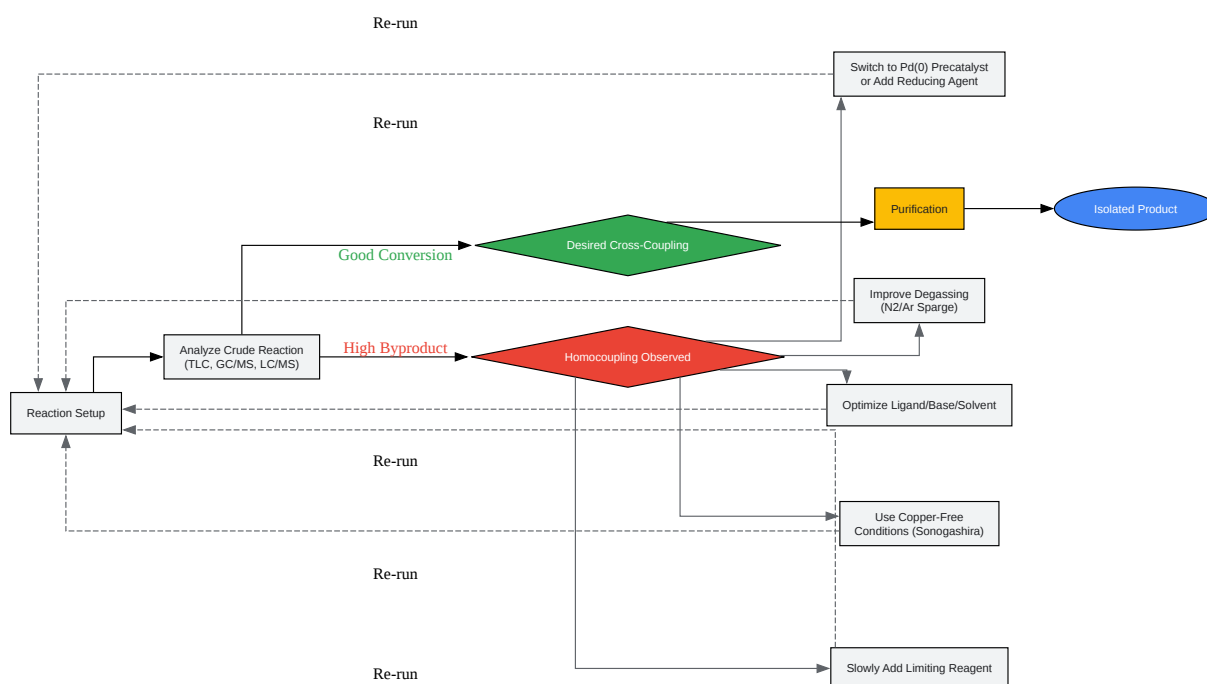 Re-run
Switch to Pd(0) Precatalyst
or Add Reducing Agent
Re-run
Purification
Isolated Product
Desired Cross-Coupling
Good Conversion
Improve Degassing
(N2/Ar Sparge)
Analyze Crude Reaction
(TLC, GC/MS, LC/MS)
High Byproduct
Homocoupling Observed
Reaction Setup
Optimize Ligand/Base/Solvent
Re-run
Use Copper-Free
Conditions (Sonogashira)
Re-run
Slowly Add Limiting Reagent
Re-run